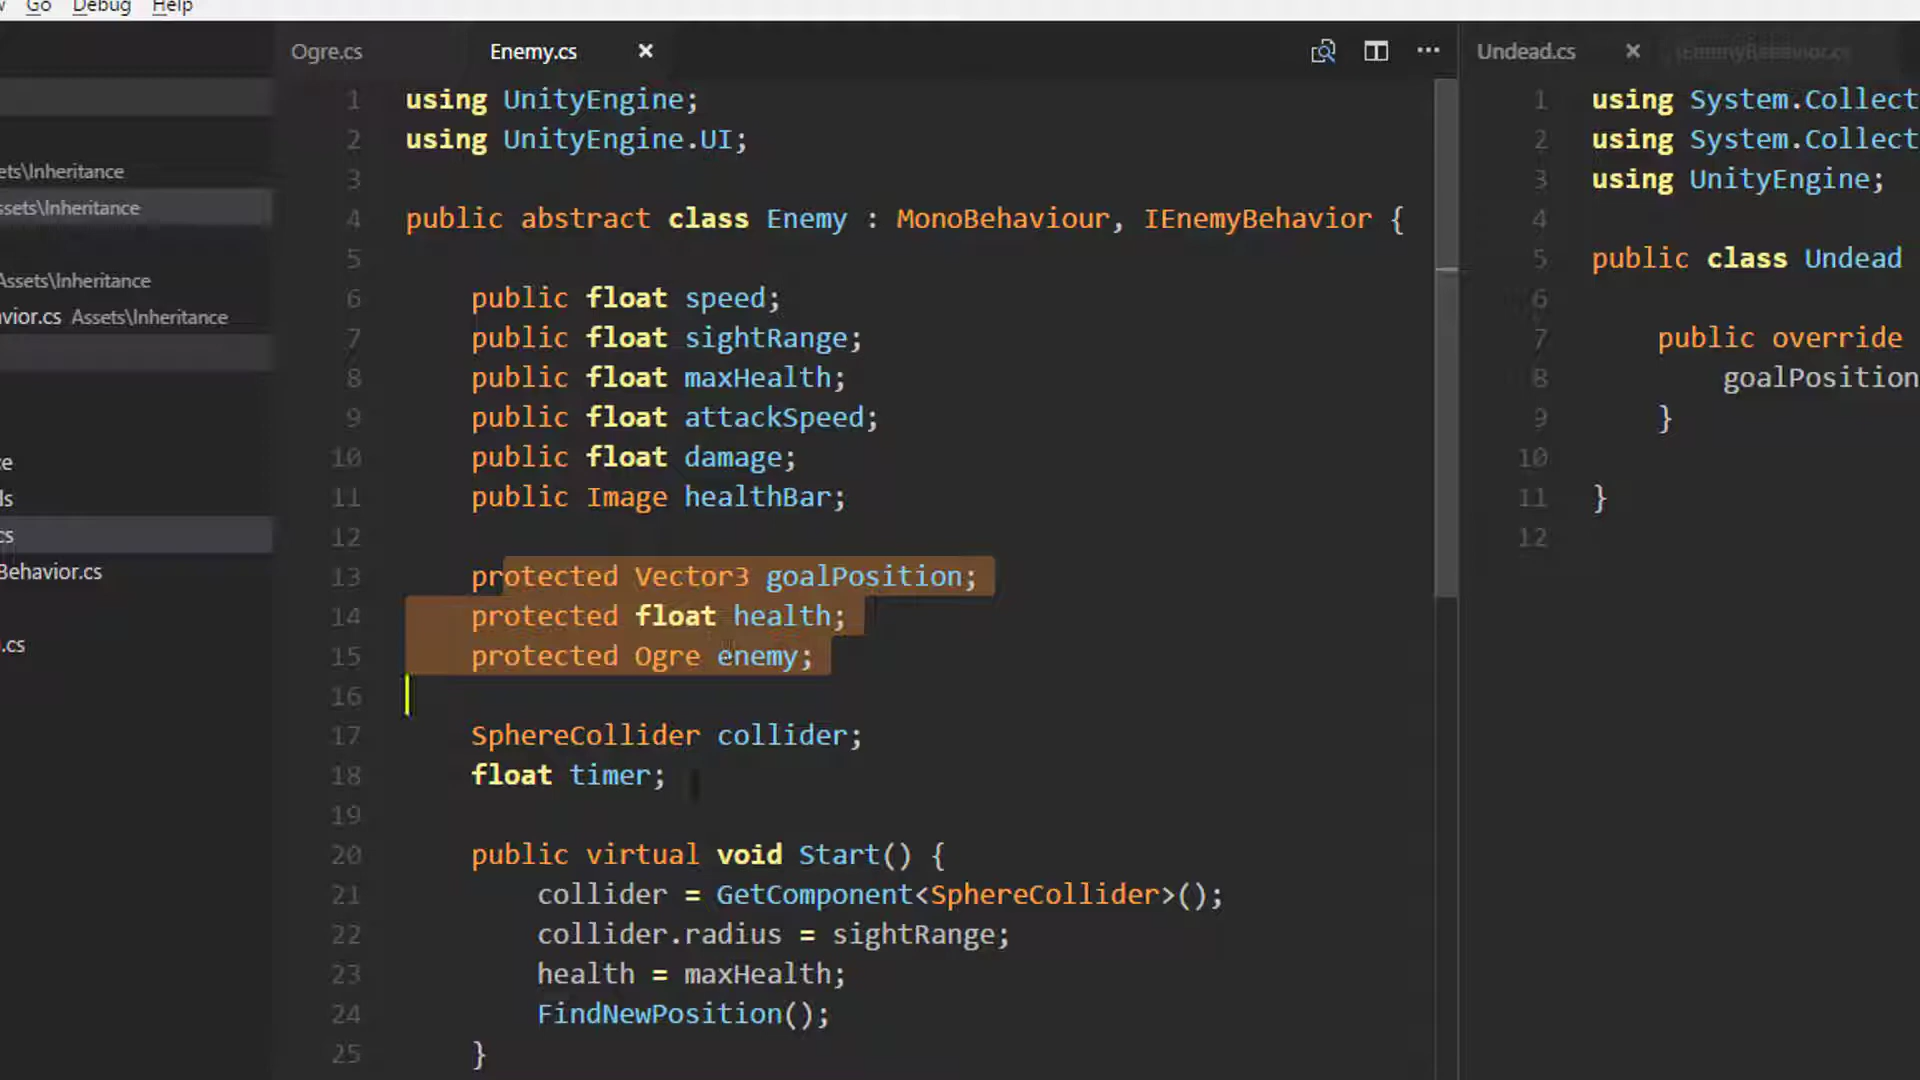 Go Debug Help
Ogre.cs Enemy.cs
Undead.cs IEnemyBehavior.cs
ets\Inheritance
ssets\Inheritance
Assets\Inheritance
avior.cs Assets\Inheritance
ce
ls
cs
Behavior.cs
.cs
1 using UnityEngine;
2 using UnityEngine.UI;
3
4 public abstract class Enemy : MonoBehaviour, IEnemyBehavior {
5
6 public float speed;
7 public float sightRange;
8 public float maxHealth;
9 public float attackSpeed;
10 public float damage;
11 public Image healthBar;
12
13 protected Vector3 goalPosition;
14 protected float health;
15 protected Ogre enemy;
16
17 SphereCollider collider;
18 float timer;
19
20 public virtual void Start() {
21 collider = GetComponent<SphereCollider>();
22 collider.radius = sightRange;
23 health = maxHealth;
24 FindNewPosition();
25 }
1 using System.Collect
2 using System.Collect
3 using UnityEngine;
4
5 public class Undead
6
7 public override
8 goalPosition
9 }
10
11 }
12